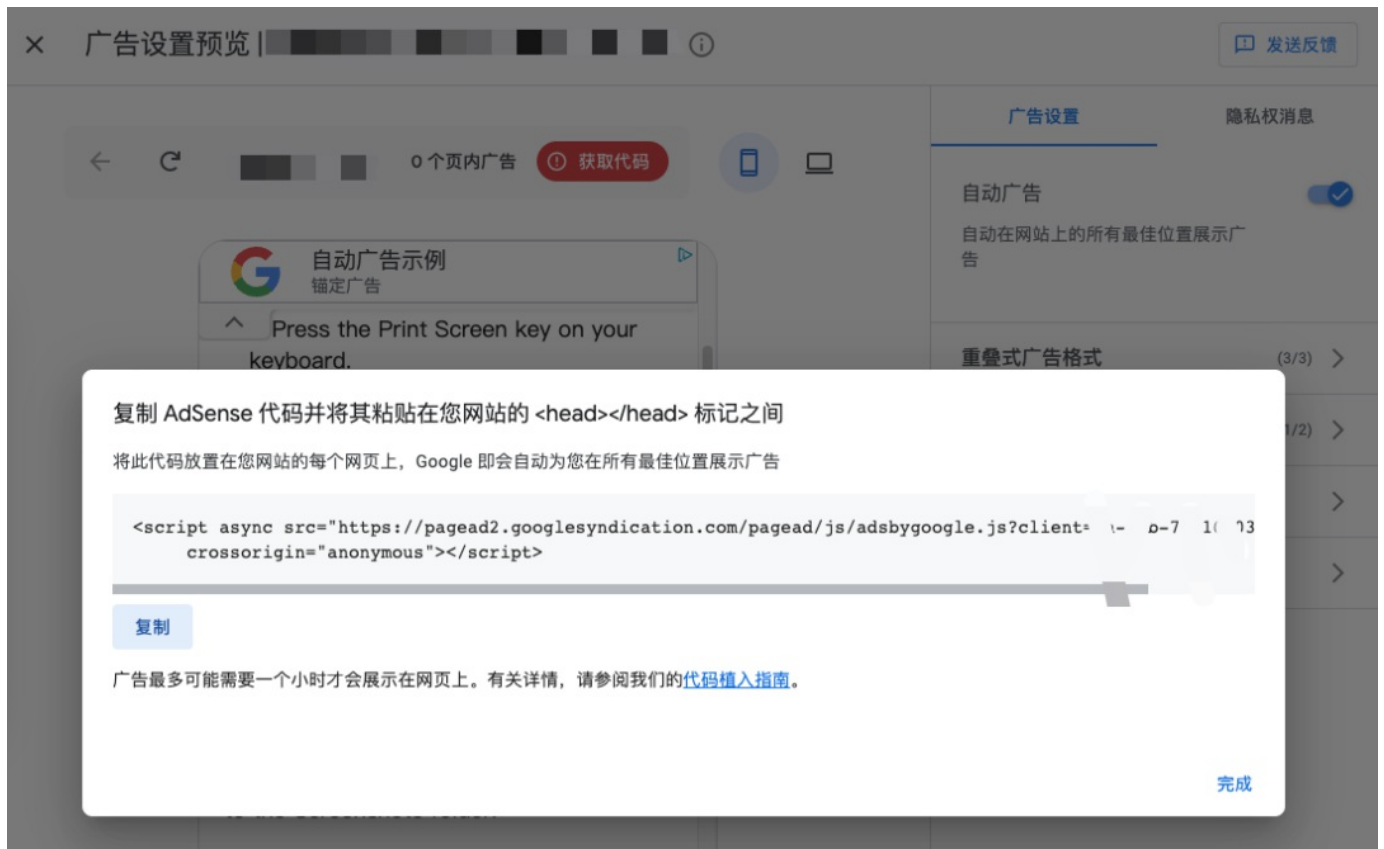 广告设置预览 |
发送反馈
0 个页内广告
获取代码
广告设置
隐私权消息
自动广告
自动在网站上的所有最佳位置展示广
告
自动广告示例
锚定广告
Press the Print Screen key on your
keyboard.
重叠式广告格式
(3/3)
1/2)
复制 AdSense 代码并将其粘贴在您网站的 <head></head> 标记之间
将此代码放置在您网站的每个网页上，Google 即会自动为您在所有最佳位置展示广告
<script async src="https://pagead2.googlesyndication.com/pagead/js/adsbygoogle.js?client=
crossorigin="anonymous"></script>
复制
广告最多可能需要一个小时才会展示在网页上。有关详情，请参阅我们的代码植入指南。
完成